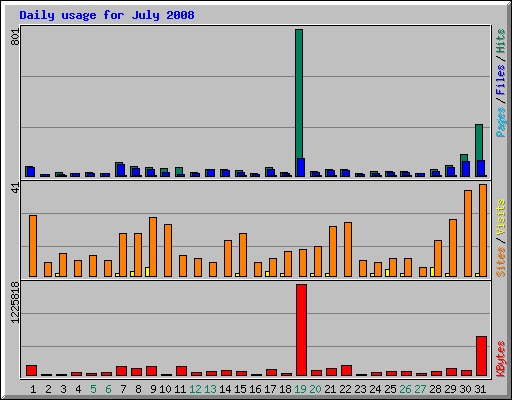 Daily usage for July 2008
801
Pages / Files / Hits
41
Sites / Visits
1225818
KBytes
1 2 3 4 5 6 7 8 9 10 11 12 13 14 15 16 17 18 19 20 21 22 23 24 25 26 27 28 29 30 31